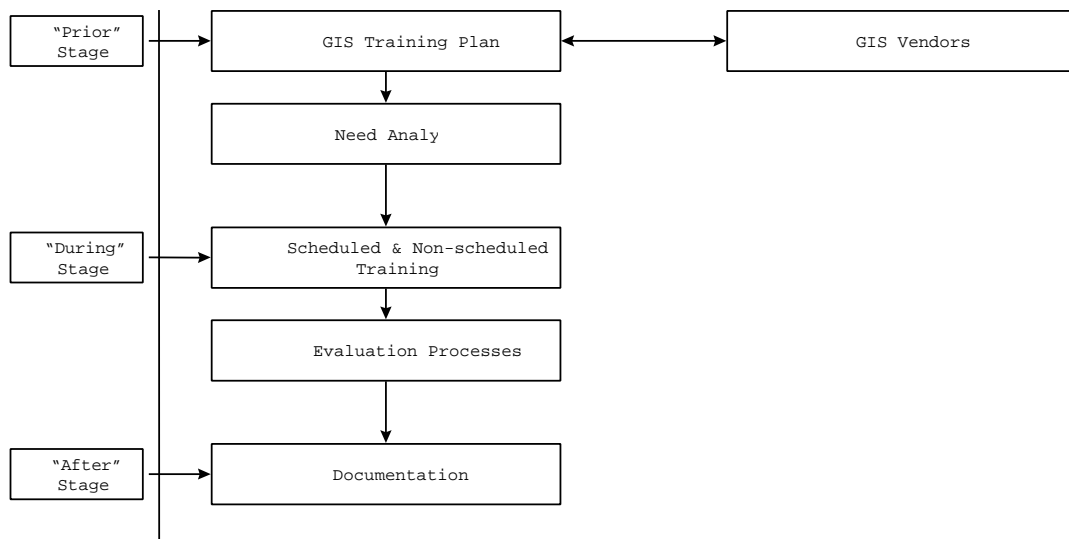 “Prior”
Stage
GIS Training Plan
GIS Vendors
Need Analy
“During”
Stage
Scheduled & Non-scheduled
Training
Evaluation Processes
“After”
Stage
Documentation